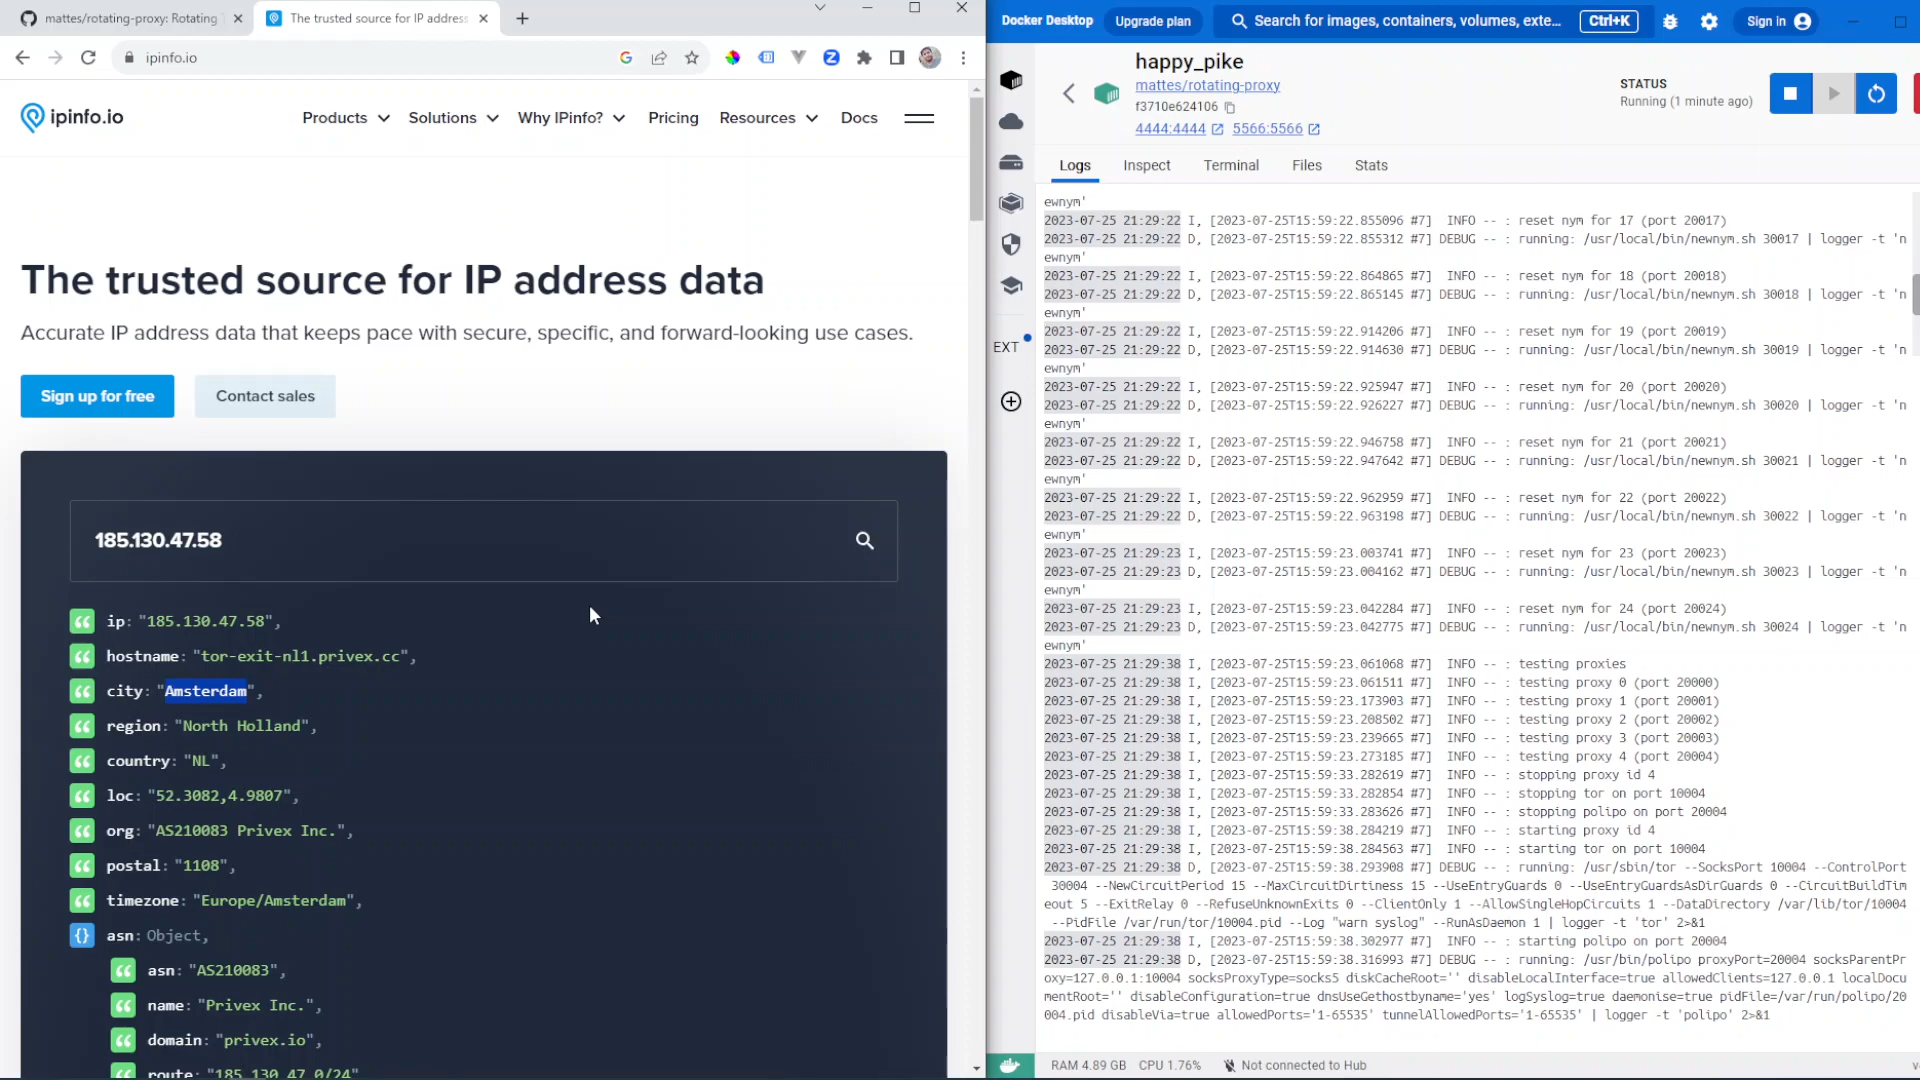 mattes/rotating-proxy: Rotating
The trusted source for IP address
ipinfo.io
ipinfo.io
Products
Solutions
Why IPinfo?
Pricing
Resources
Docs
The trusted source for IP address data
Accurate IP address data that keeps pace with secure, specific, and forward-looking use cases.
Sign up for free
Contact sales
185.130.47.58
ip: "185.130.47.58",
hostname: "tor-exit-nl1.privex.cc",
city: "Amsterdam",
region: "North Holland",
country: "NL",
loc: "52.3082,4.9807",
org: "AS210083 Privex Inc.",
postal: "1108",
timezone: "Europe/Amsterdam",
{} asn: Object,
asn: "AS210083",
name: "Privex Inc.",
domain: "privex.io",
route: "185.130.47.0/24"
Docker Desktop
Upgrade plan
Search for images, containers, volumes, exte...
Ctrl+K
Sign in
happy_pike
mattes/rotating-proxy
f3710e624106
4444:4444
5566:5566
STATUS
Running (1 minute ago)
EXT
Logs
Inspect
Terminal
Files
Stats
ewnym'
2023-07-25 21:29:22 I, [2023-07-25T15:59:22.855096 #7]  INFO -- : reset nym for 17 (port 20017)
2023-07-25 21:29:22 D, [2023-07-25T15:59:22.855312 #7] DEBUG -- : running: /usr/local/bin/newnym.sh 30017 | logger -t 'n
ewnym'
2023-07-25 21:29:22 I, [2023-07-25T15:59:22.864865 #7]  INFO -- : reset nym for 18 (port 20018)
2023-07-25 21:29:22 D, [2023-07-25T15:59:22.865145 #7] DEBUG -- : running: /usr/local/bin/newnym.sh 30018 | logger -t 'n
ewnym'
2023-07-25 21:29:22 I, [2023-07-25T15:59:22.914206 #7]  INFO -- : reset nym for 19 (port 20019)
2023-07-25 21:29:22 D, [2023-07-25T15:59:22.914630 #7] DEBUG -- : running: /usr/local/bin/newnym.sh 30019 | logger -t 'n
ewnym'
2023-07-25 21:29:22 I, [2023-07-25T15:59:22.925947 #7]  INFO -- : reset nym for 20 (port 20020)
2023-07-25 21:29:22 D, [2023-07-25T15:59:22.926227 #7] DEBUG -- : running: /usr/local/bin/newnym.sh 30020 | logger -t 'n
ewnym'
2023-07-25 21:29:22 I, [2023-07-25T15:59:22.946758 #7]  INFO -- : reset nym for 21 (port 20021)
2023-07-25 21:29:22 D, [2023-07-25T15:59:22.947642 #7] DEBUG -- : running: /usr/local/bin/newnym.sh 30021 | logger -t 'n
ewnym'
2023-07-25 21:29:22 I, [2023-07-25T15:59:22.962959 #7]  INFO -- : reset nym for 22 (port 20022)
2023-07-25 21:29:22 D, [2023-07-25T15:59:22.963198 #7] DEBUG -- : running: /usr/local/bin/newnym.sh 30022 | logger -t 'n
ewnym'
2023-07-25 21:29:23 I, [2023-07-25T15:59:23.003741 #7]  INFO -- : reset nym for 23 (port 20023)
2023-07-25 21:29:23 D, [2023-07-25T15:59:23.004162 #7] DEBUG -- : running: /usr/local/bin/newnym.sh 30023 | logger -t 'n
ewnym'
2023-07-25 21:29:23 I, [2023-07-25T15:59:23.042284 #7]  INFO -- : reset nym for 24 (port 20024)
2023-07-25 21:29:23 D, [2023-07-25T15:59:23.042775 #7] DEBUG -- : running: /usr/local/bin/newnym.sh 30024 | logger -t 'n
ewnym'
2023-07-25 21:29:38 I, [2023-07-25T15:59:23.061068 #7]  INFO -- : testing proxies
2023-07-25 21:29:38 I, [2023-07-25T15:59:23.061511 #7]  INFO -- : testing proxy 0 (port 20000)
2023-07-25 21:29:38 I, [2023-07-25T15:59:23.173903 #7]  INFO -- : testing proxy 1 (port 20001)
2023-07-25 21:29:38 I, [2023-07-25T15:59:23.208502 #7]  INFO -- : testing proxy 2 (port 20002)
2023-07-25 21:29:38 I, [2023-07-25T15:59:23.239665 #7]  INFO -- : testing proxy 3 (port 20003)
2023-07-25 21:29:38 I, [2023-07-25T15:59:23.273185 #7]  INFO -- : testing proxy 4 (port 20004)
2023-07-25 21:29:38 I, [2023-07-25T15:59:33.282619 #7]  INFO -- : stopping proxy id 4
2023-07-25 21:29:38 I, [2023-07-25T15:59:33.282854 #7]  INFO -- : stopping tor on port 10004
2023-07-25 21:29:38 I, [2023-07-25T15:59:33.283626 #7]  INFO -- : stopping polipo on port 20004
2023-07-25 21:29:38 I, [2023-07-25T15:59:38.284219 #7]  INFO -- : starting proxy id 4
2023-07-25 21:29:38 I, [2023-07-25T15:59:38.284563 #7]  INFO -- : starting tor on port 10004
2023-07-25 21:29:38 D, [2023-07-25T15:59:38.293908 #7] DEBUG -- : running: /usr/sbin/tor --SocksPort 10004 --ControlPort
30004 --NewCircuitPeriod 15 --MaxCircuitDirtiness 15 --UseEntryGuards 0 --UseEntryGuardsAsDirGuards 0 --CircuitBuildTim
eout 5 --ExitRelay 0 --RefuseUnknownExits 0 --ClientOnly 1 --AllowSingleHopCircuits 1 --DataDirectory /var/lib/tor/10004
--PidFile /var/run/tor/10004.pid --Log "warn syslog" --RunAsDaemon 1 | logger -t 'tor' 2>&1
2023-07-25 21:29:38 I, [2023-07-25T15:59:38.302977 #7]  INFO -- : starting polipo on port 20004
2023-07-25 21:29:38 D, [2023-07-25T15:59:38.316993 #7] DEBUG -- : running: /usr/bin/polipo proxyPort=20004 socksParentPr
oxy=127.0.0.1:10004 socksProxyType=socks5 diskCacheRoot='' disableLocalInterface=true allowedClients=127.0.0.1 localDocu
mentRoot='' disableConfiguration=true dnsUseGethostbyname='yes' logSyslog=true daemonise=true pidFile=/var/run/polipo/20
004.pid disableVia=true allowedPorts='1-65535' tunnelAllowedPorts='1-65535' | logger -t 'polipo' 2>&1
RAM 4.89 GB
CPU 1.76%
Not connected to Hub